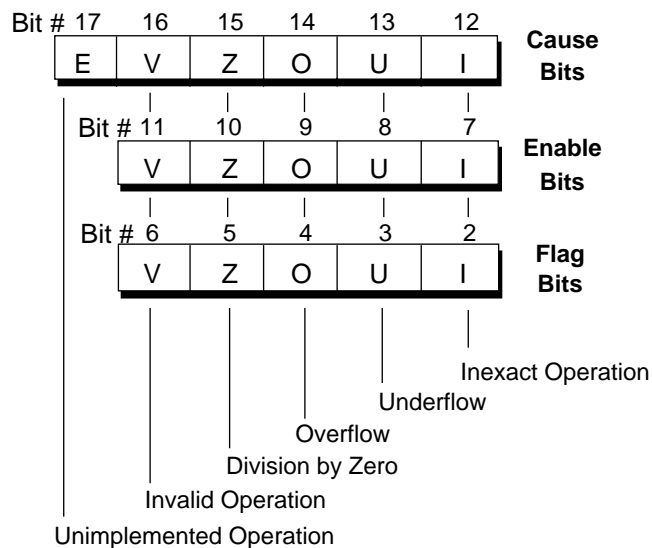 Bit # 17 16 15 14 13 12
E V Z O U I
Cause
Bits
Bit # 11 10 9 8 7
V Z O U I
Enable
Bits
Bit # 6 5 4 3 2
V Z O U I
Flag
Bits
Inexact Operation
Underflow
Overflow
Division by Zero
Invalid Operation
Unimplemented Operation